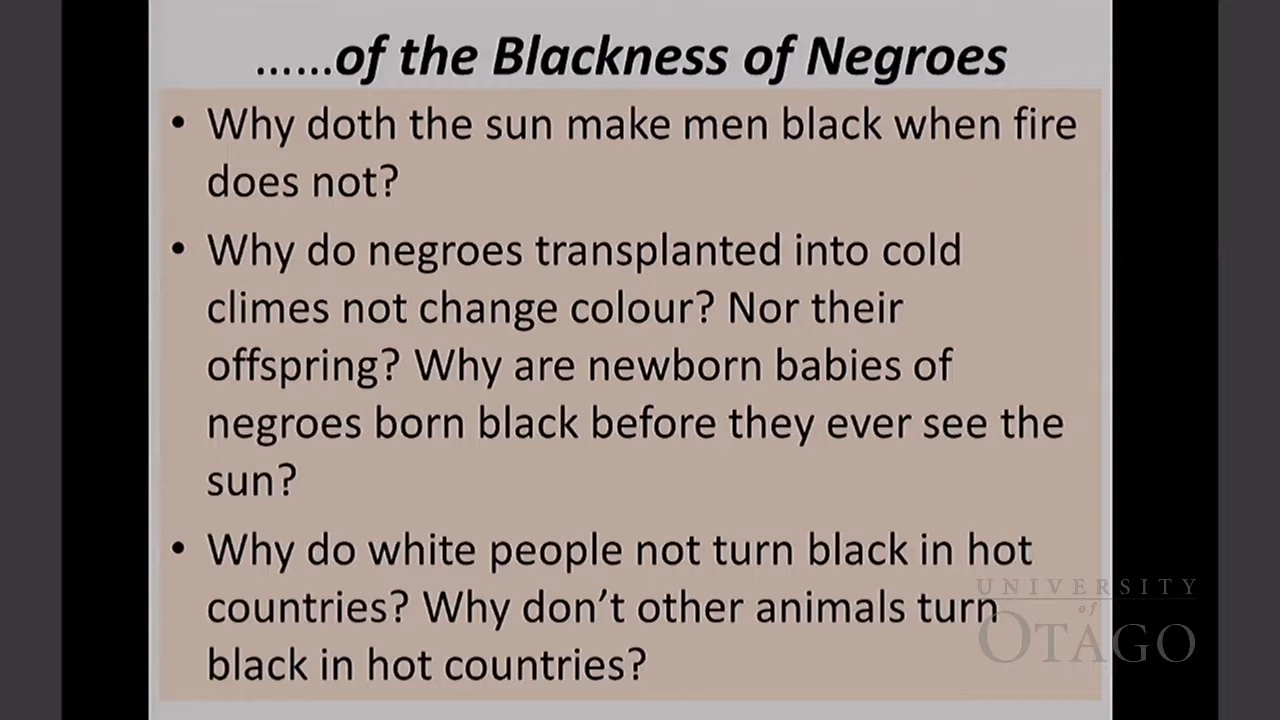 ......of the Blackness of Negroes
• Why doth the sun make men black when fire
does not?
• Why do negroes transplanted into cold
climes not change colour? Nor their
offspring? Why are newborn babies of
negroes born black before they ever see the
sun?
• Why do white people not turn black in hot
countries? Why don’t other animals turn
black in hot countries?
UNIVERSITY
of
OTAGO